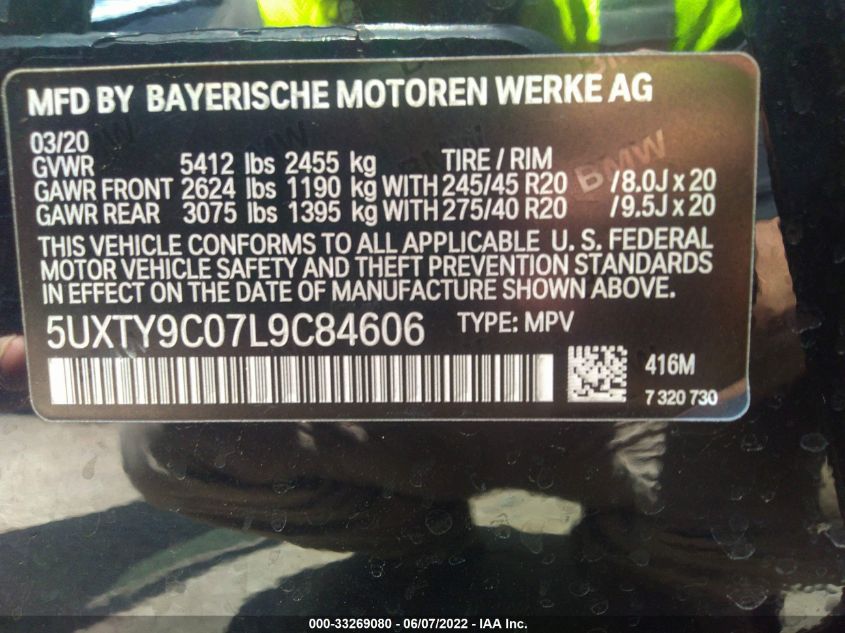 MFD BY BAYERISCHE MOTOREN WERKE AG
03/20
GVWR 5412 lbs 2455 kg TIRE / RIM
GAWR FRONT 2624 lbs 1190 kg WITH 245/45 R20 /8.0J x 20
GAWR REAR 3075 lbs 1395 kg WITH 275/40 R20 /9.5J x 20
THIS VEHICLE CONFORMS TO ALL APPLICABLE U. S. FEDERAL
MOTOR VEHICLE SAFETY AND THEFT PREVENTION STANDARDS
IN EFFECT ON THE DATE OF MANUFACTURE SHOWN ABOVE.
5UXTY9C07L9C84606 TYPE: MPV
416M
7 320 730
BMW
000-33269080 - 06/07/2022 - IAA Inc.